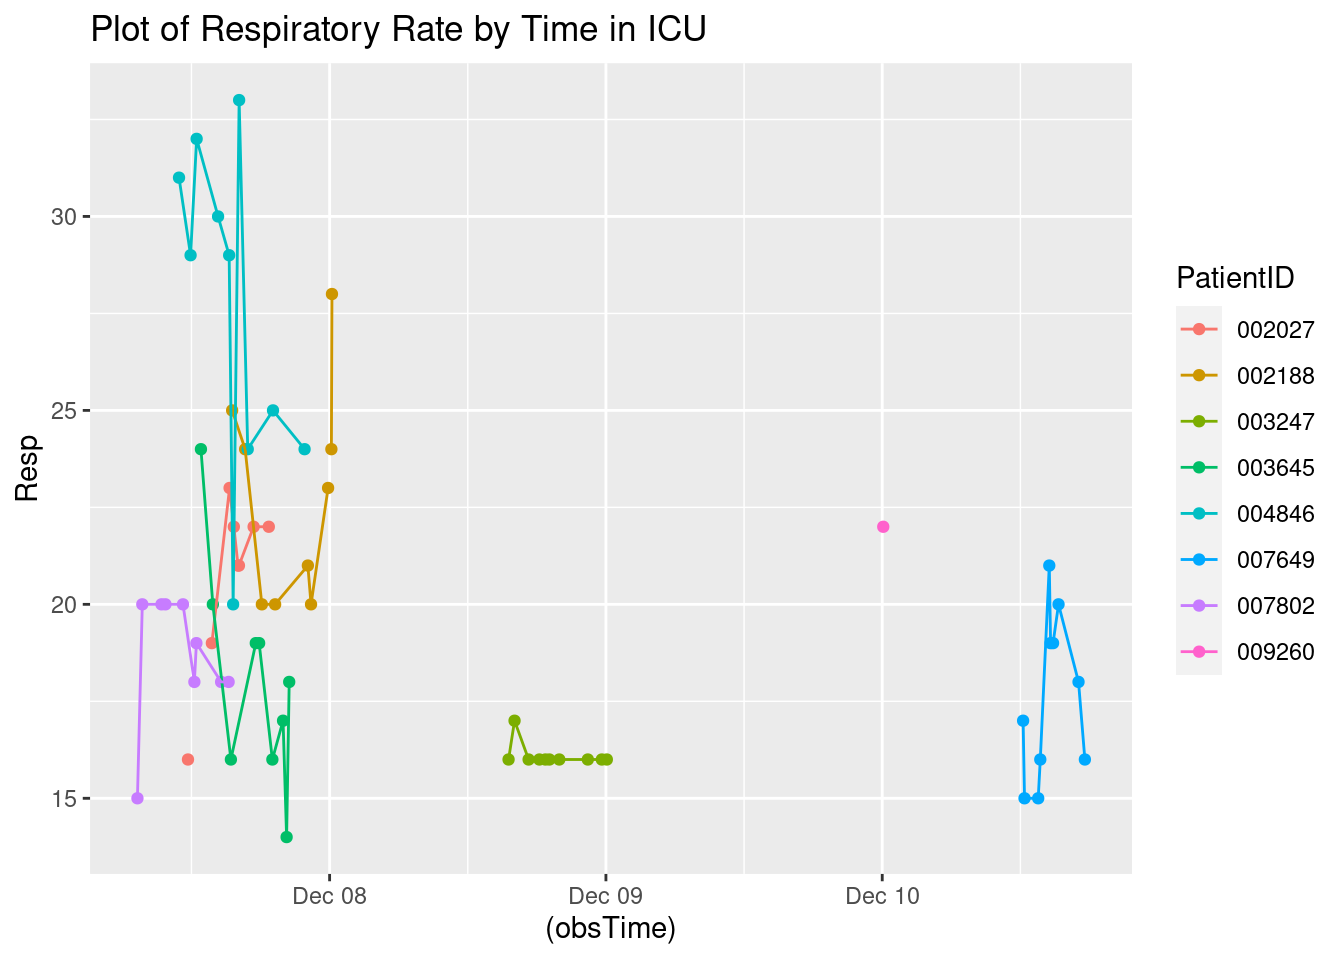 Plot of Respiratory Rate by Time in ICU
Resp
30
25
20
15
Dec 08
Dec 09
Dec 10
(obsTime)
PatientID
002027
002188
003247
003645
004846
007649
007802
009260